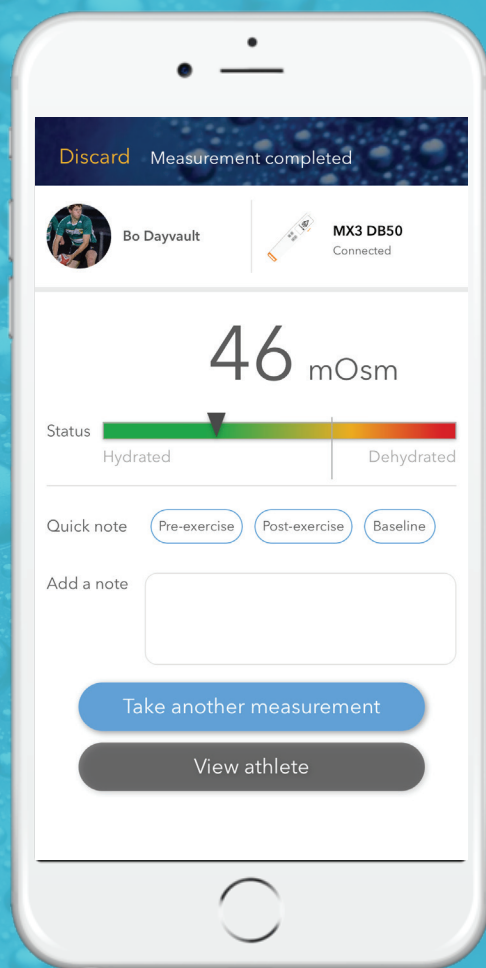 Discard Measurement completed
Bo Dayvault
MX3 DB50
Connected
46 mOsm
Status
Hydrated Dehydrated
Quick note Pre-exercise Post-exercise Baseline
Add a note
Take another measurement
View athlete